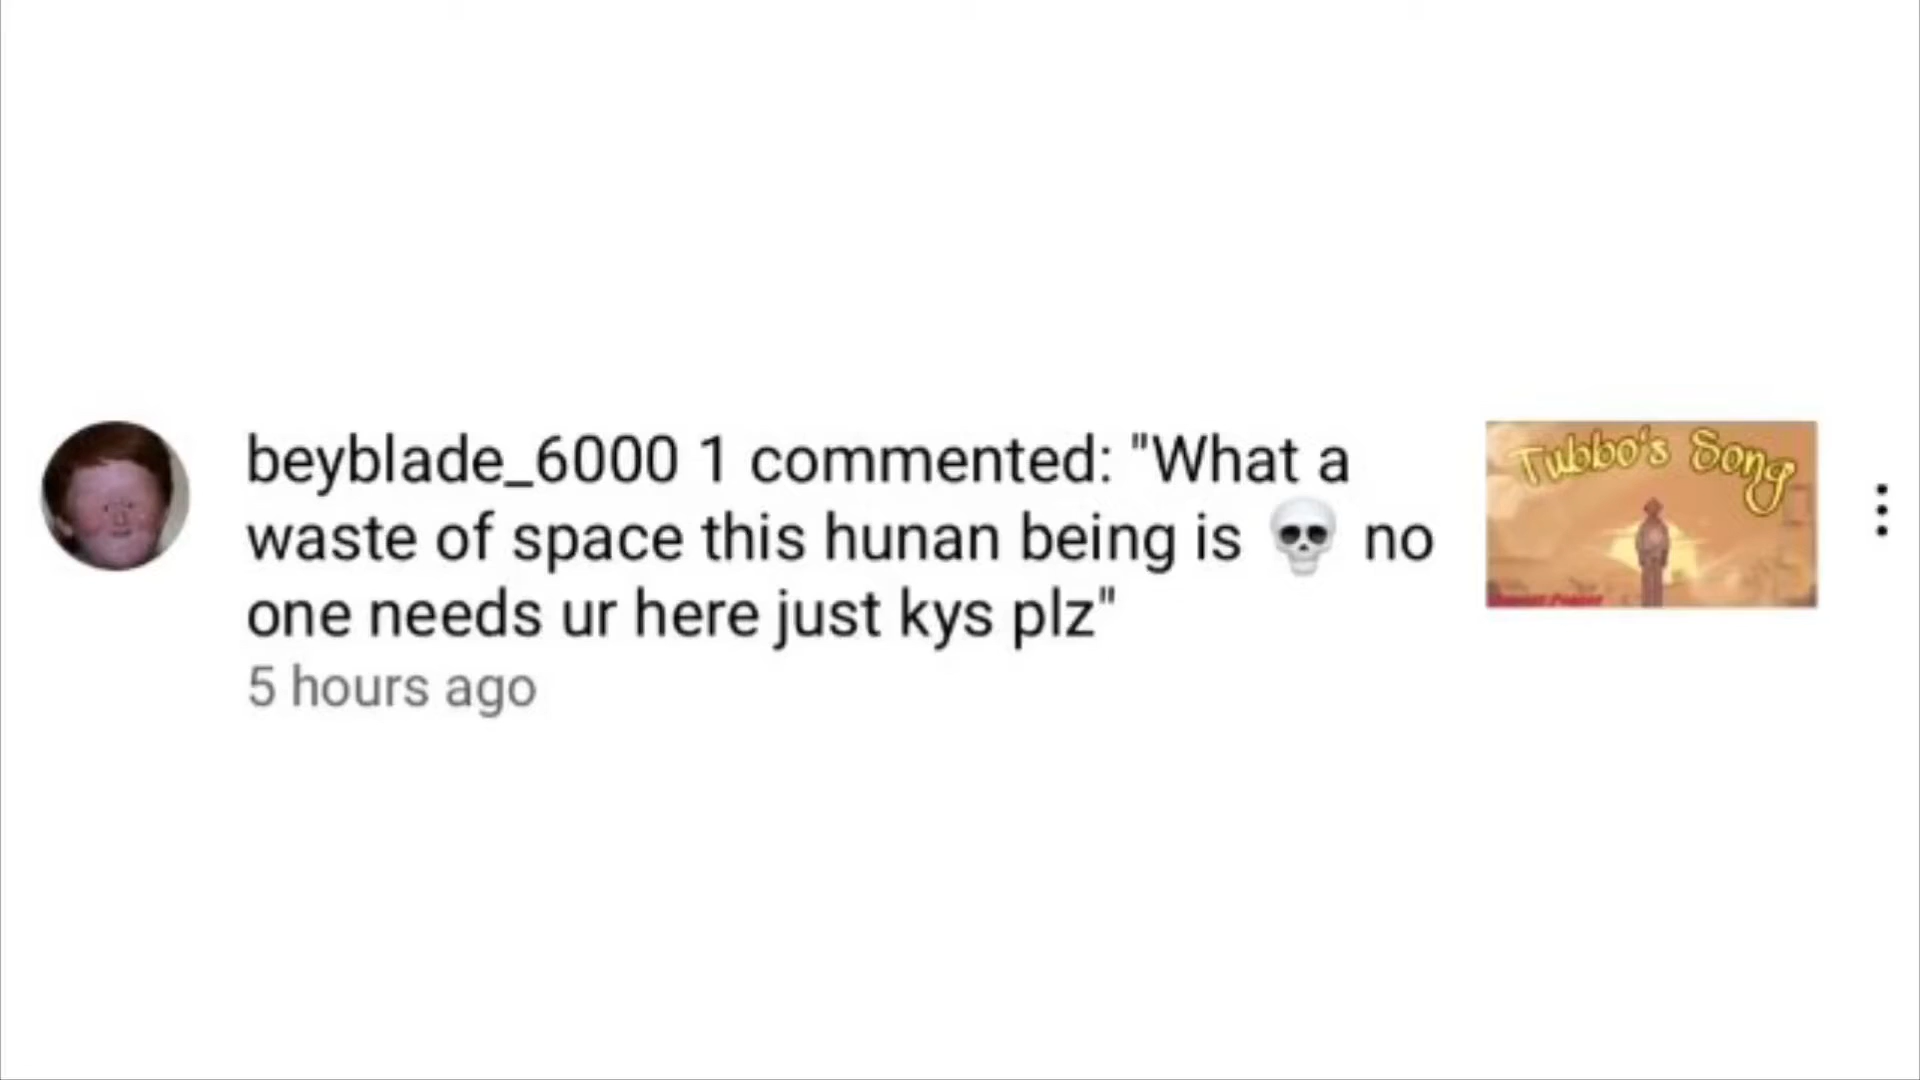 beyblade_6000 1 commented: "What a
waste of space this hunan being is 💀 no
one needs ur here just kys plz"
5 hours ago
Tubbo's Song